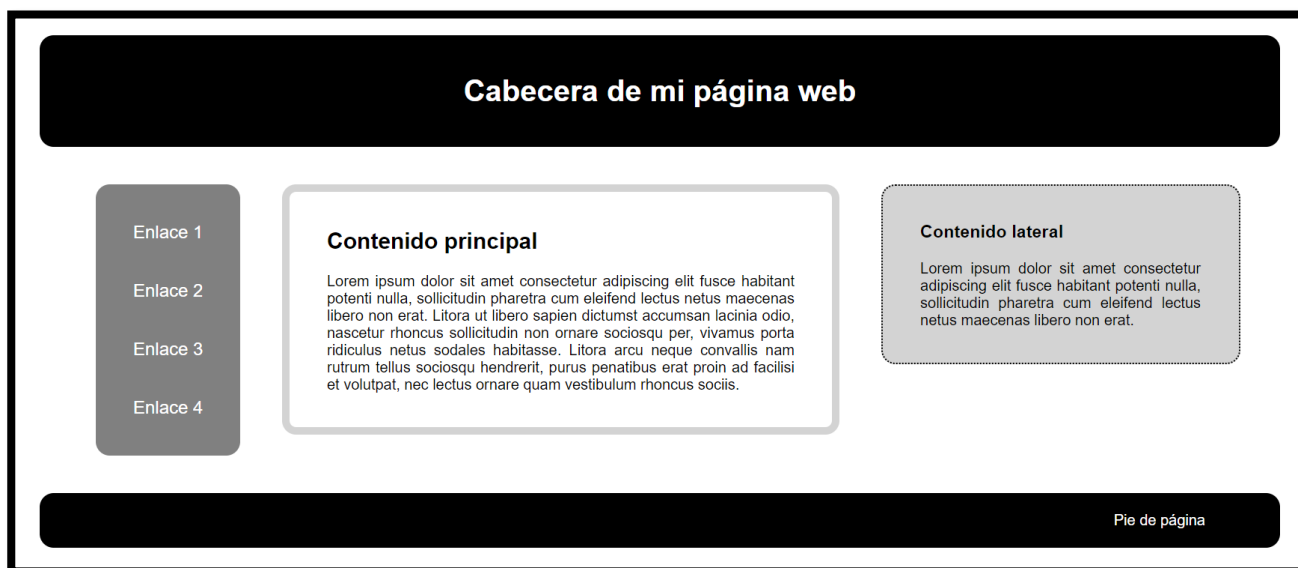 Cabecera de mi página web
Enlace 1
Enlace 2
Enlace 3
Enlace 4
Contenido principal
Lorem ipsum dolor sit amet consectetur adipiscing elit fusce habitant
potenti nulla, sollicitudin pharetra cum eleifend lectus netus maecenas
libero non erat. Litora ut libero sapien dictumst accumsan lacinia odio,
nascetur rhoncus sollicitudin non ornare sociosqu per, vivamus porta
ridiculus netus sodales habitasse. Litora arcu neque convallis nam
rutrum tellus sociosqu hendrerit, purus penatibus erat proin ad facilisi
et volutpat, nec lectus ornare quam vestibulum rhoncus sociis.
Contenido lateral
Lorem ipsum dolor sit amet consectetur
adipiscing elit fusce habitant potenti nulla,
sollicitudin pharetra cum eleifend lectus
netus maecenas libero non erat.
Pie de página